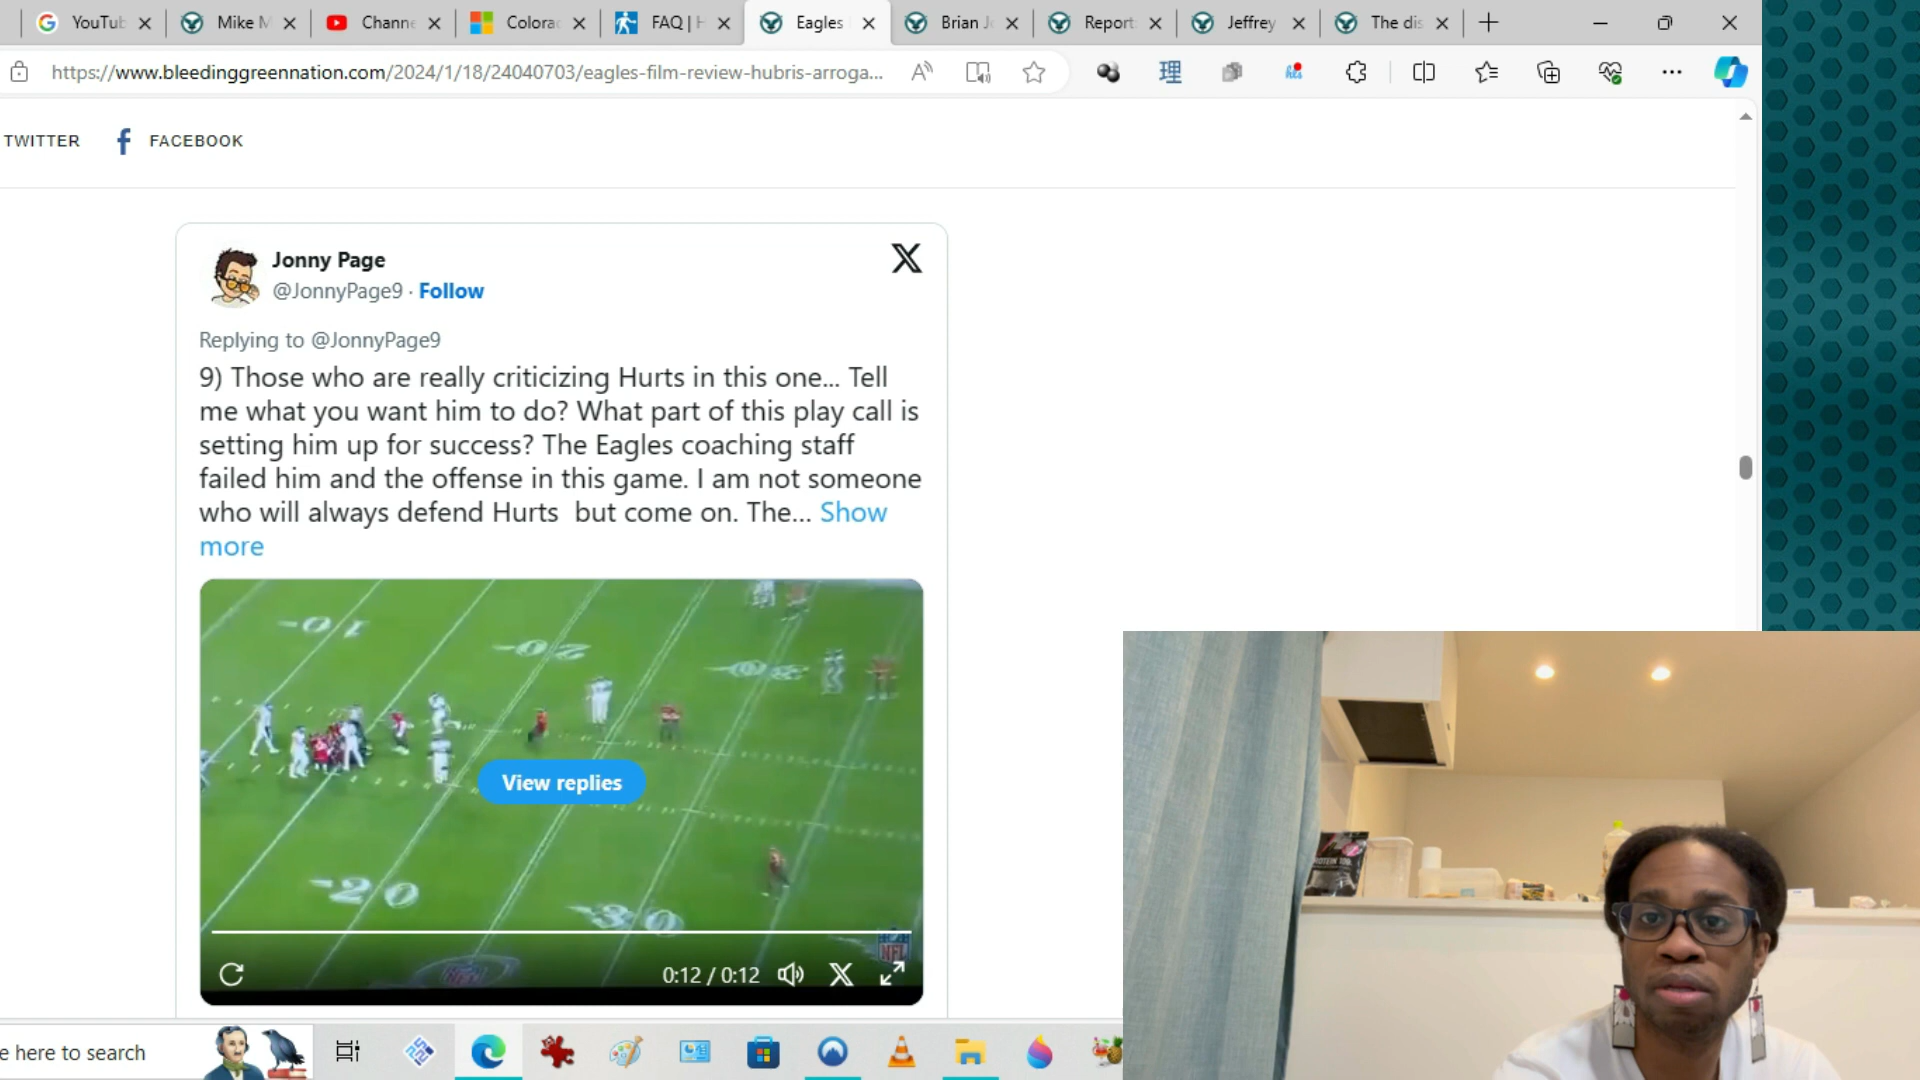 YouTub
Mike M
Channe
Colorad
FAQ | H
Eagles
Brian Jo
Report:
Jeffrey
The dis
https://www.bleedinggreennation.com/2024/1/18/24040703/eagles-film-review-hubris-arroga...
理
TWITTER
FACEBOOK
Jonny Page
@JonnyPage9 · Follow
Replying to @JonnyPage9
9) Those who are really criticizing Hurts in this one... Tell
me what you want him to do? What part of this play call is
setting him up for success? The Eagles coaching staff
failed him and the offense in this game. I am not someone
who will always defend Hurts but come on. The... Show
more
View replies
0:12 / 0:12
NFL
e here to search